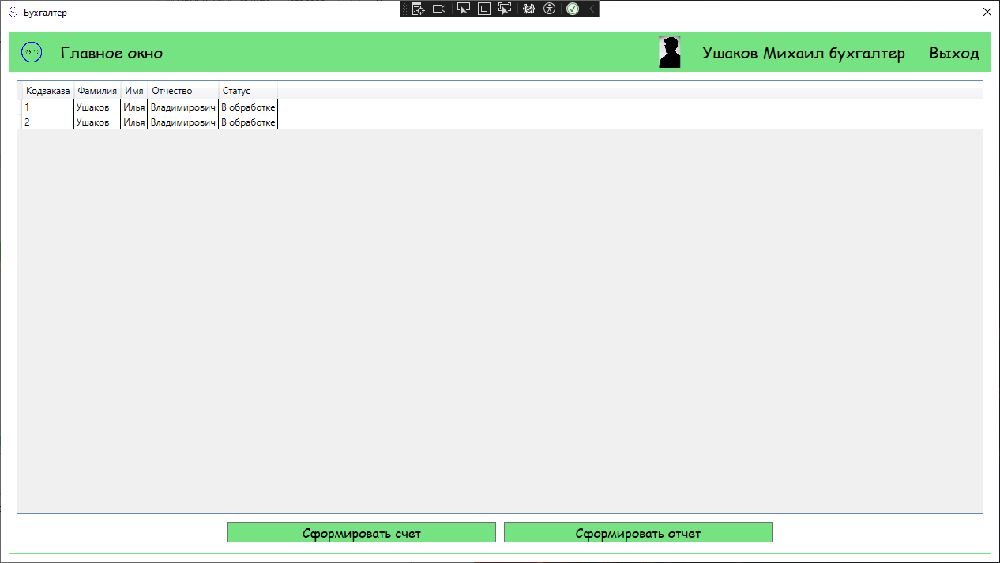 Бухгалтер
Главное окно
Ушаков Михаил бухгалтер Выход
Кодзаказа Фамилия Имя Отчество Статус
1 Ушаков Илья Владимирович В обработке
2 Ушаков Илья Владимирович В обработке
Сформировать счет Сформировать отчет